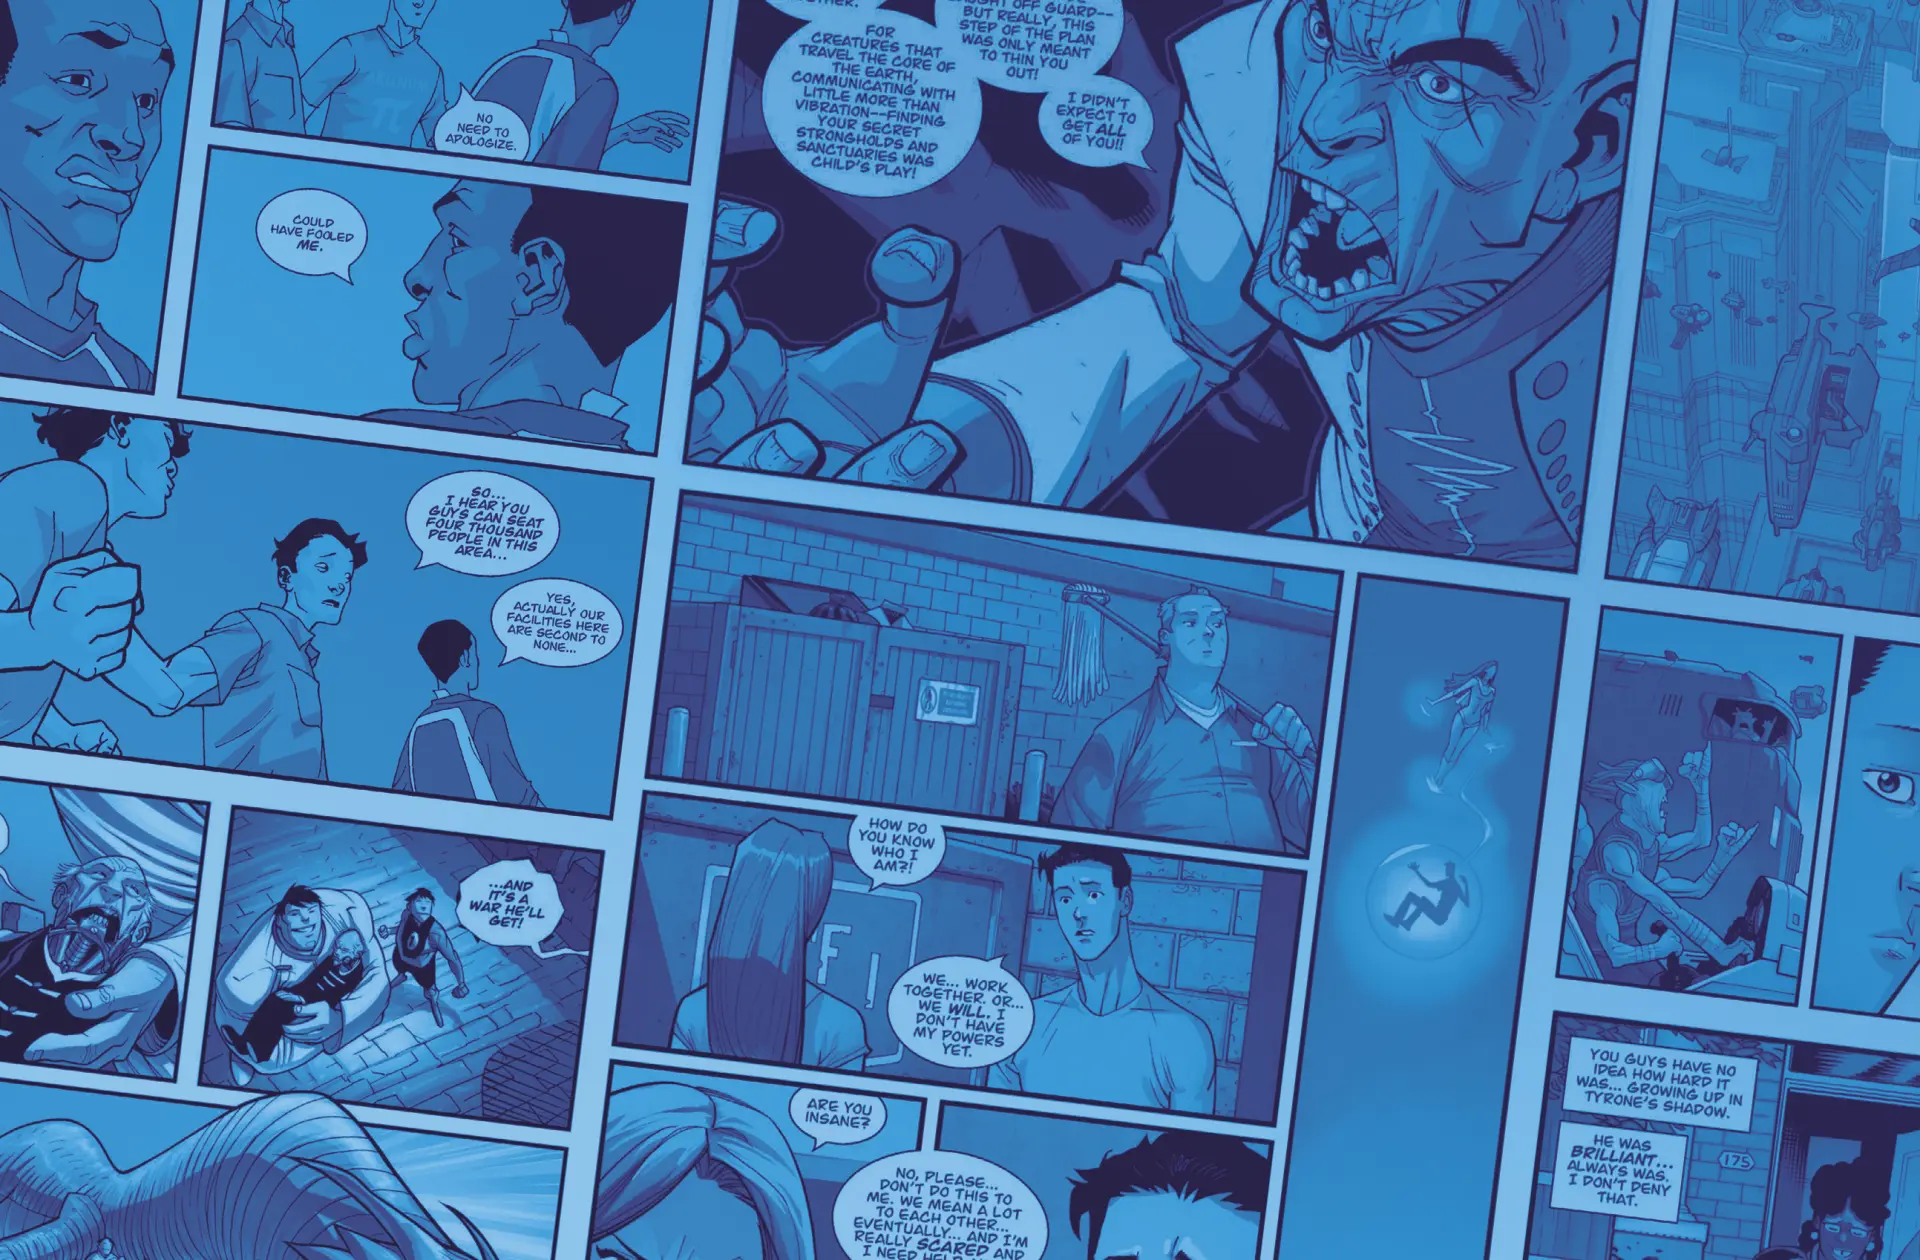 NO
NEED TO
APOLOGIZE.
COULD
HAVE FOOLED
ME.
FOR
CREATURES THAT
TRAVEL THE CORE OF
THE EARTH,
COMMUNICATING WITH
LITTLE MORE THAN
VIBRATION--FINDING
YOUR SECRET
STRONGHOLDS AND
SANCTUARIES WAS
CHILD'S PLAY!
OFF GUARD--
BUT REALLY, THIS
STEP OF THE PLAN
WAS ONLY MEANT
TO THIN YOU
OUT!
I DIDN'T
EXPECT TO
GET ALL
OF YOU!!
SO...
I HEAR YOU
GUYS CAN SEAT
FOUR THOUSAND
PEOPLE IN THIS
AREA...
YES,
ACTUALLY OUR
FACILITIES HERE
ARE SECOND TO
NONE...
...AND
IT'S A
WAR HE'LL
GET!
HOW DO
YOU KNOW
WHO I
AM?!
WE... WORK
TOGETHER. OR...
WE WILL. I
DON'T HAVE
MY POWERS
YET.
ARE YOU
INSANE?
NO, PLEASE...
DON'T DO THIS TO
ME. WE MEAN A LOT
TO EACH OTHER...
EVENTUALLY... AND I'M
REALLY SCARED AND
I NEED
YOU GUYS HAVE NO
IDEA HOW HARD IT
WAS... GROWING UP IN
TYRONE'S SHADOW.
HE WAS
BRILLIANT...
ALWAYS WAS.
I DON'T DENY
THAT.
175